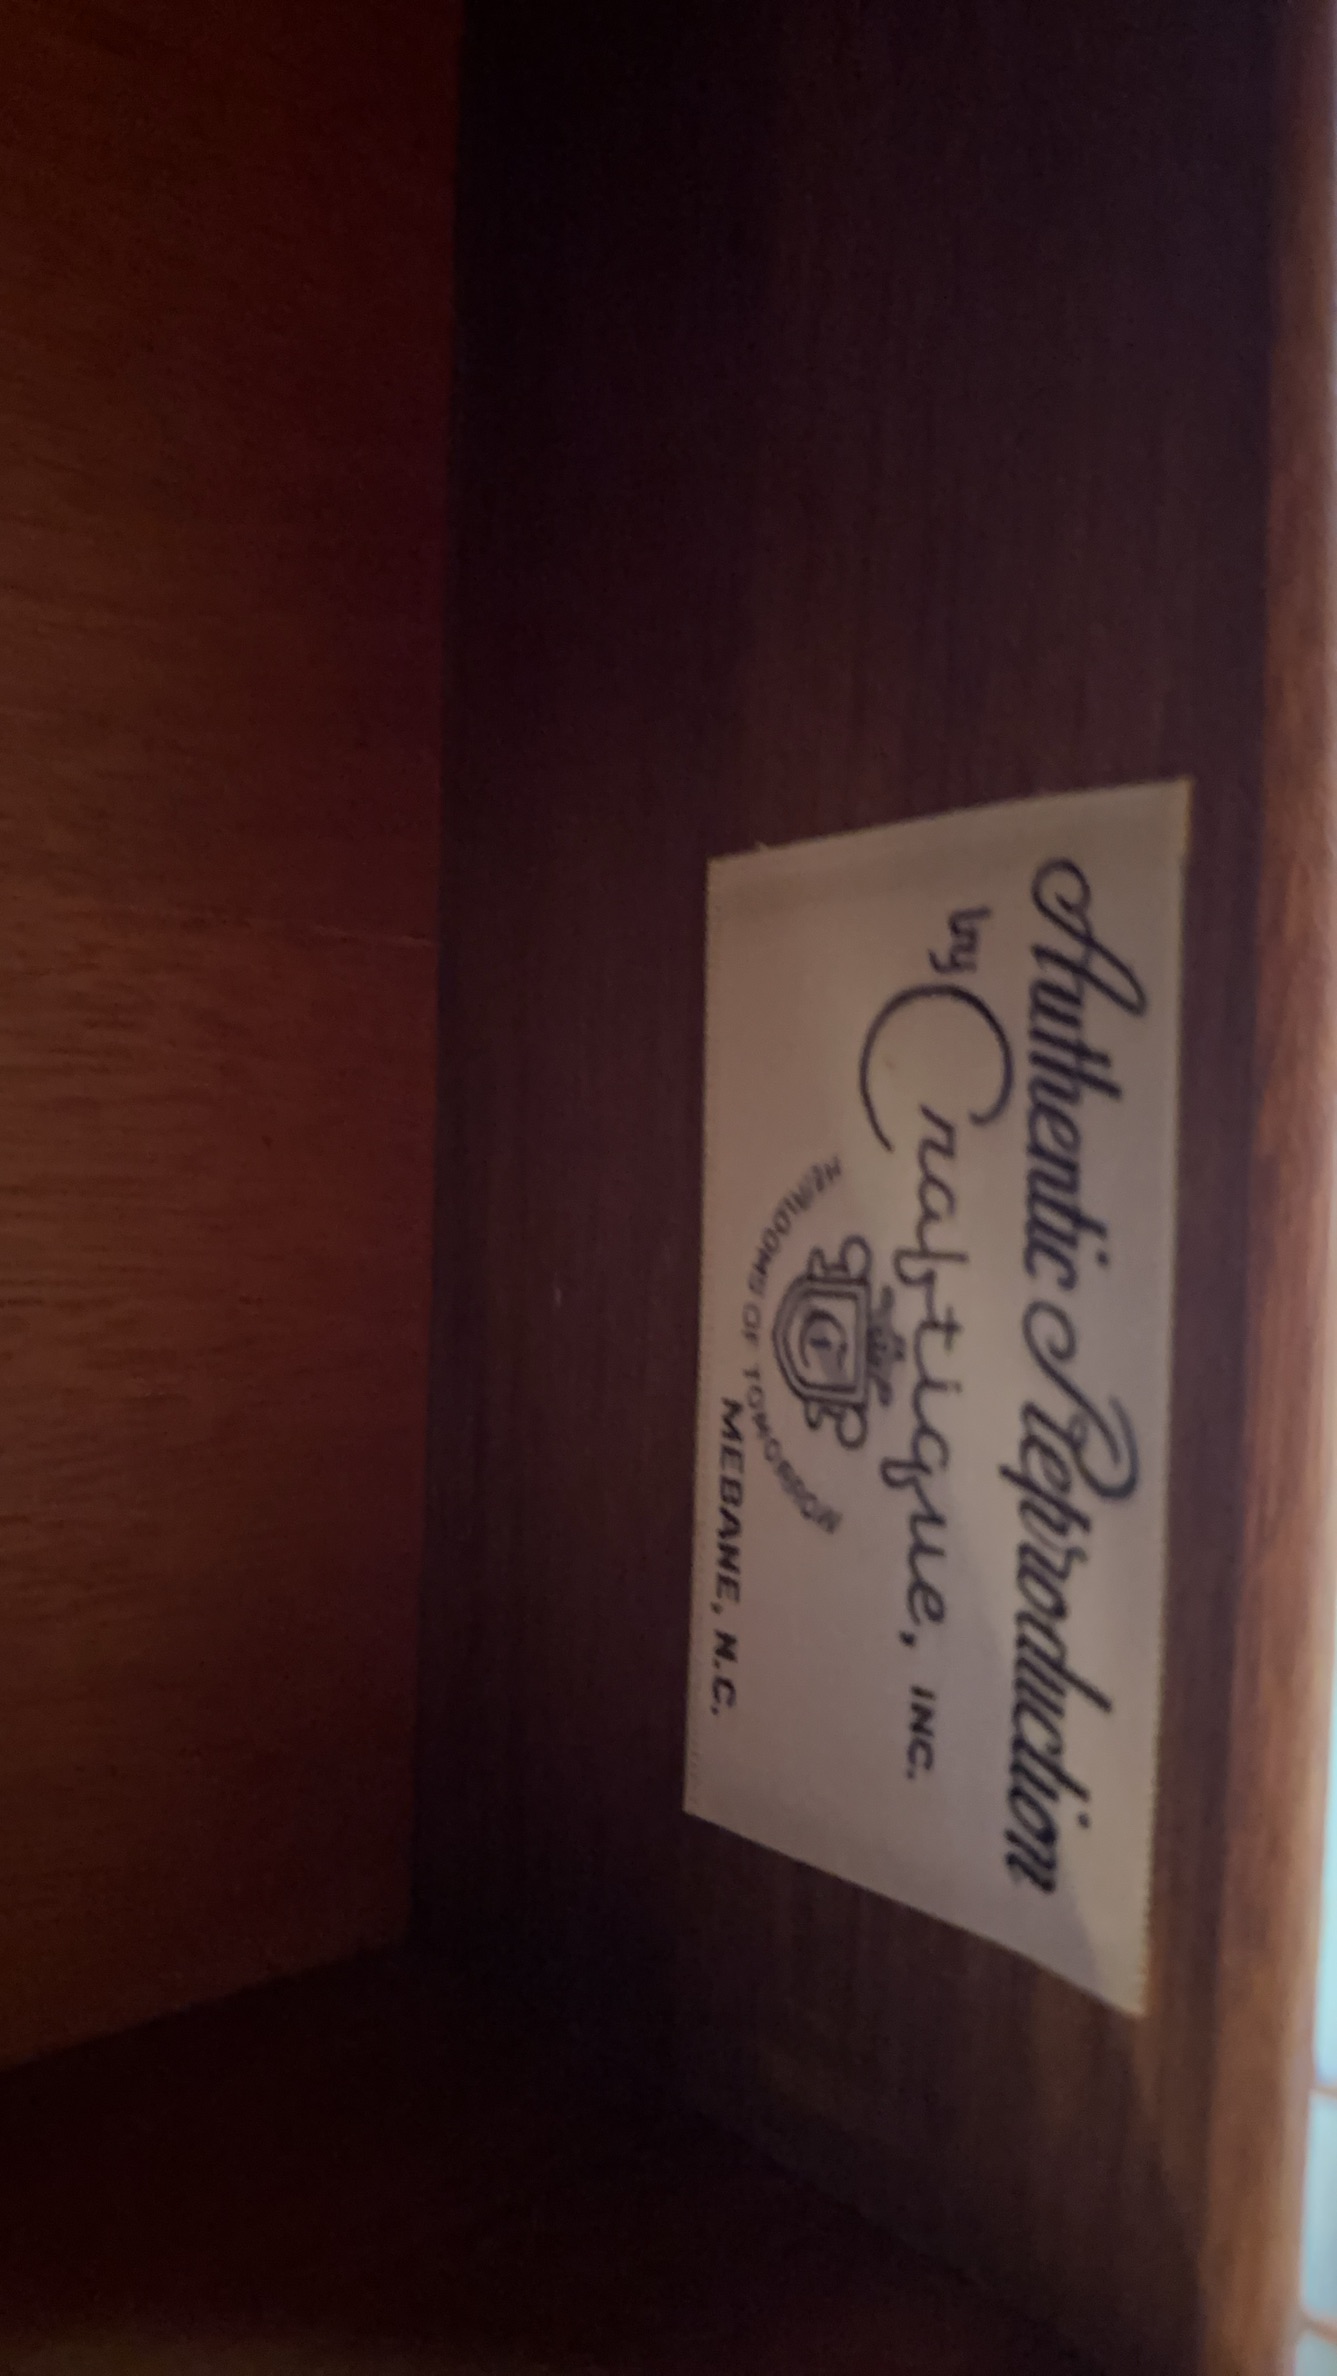 Authentic Reproduction
by Craftique, INC.
C
HEIRLOOMS OF TOMORROW
MEBANE, N.C.